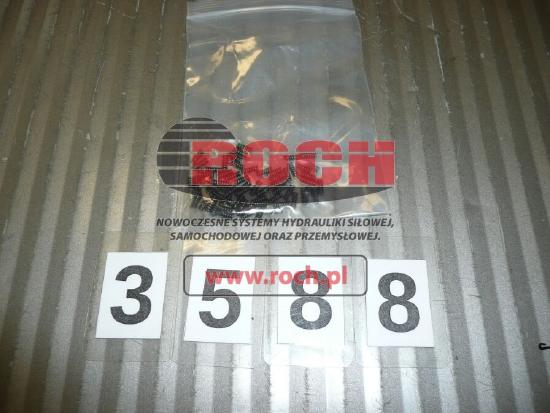 ROCH
NOWOCZESNE SYSTEMY HYDRAULIKI SIŁOWEJ,
SAMOCHODOWEJ ORAZ PRZEMYSŁOWEJ.
www.roch.pl
3 5 8 8